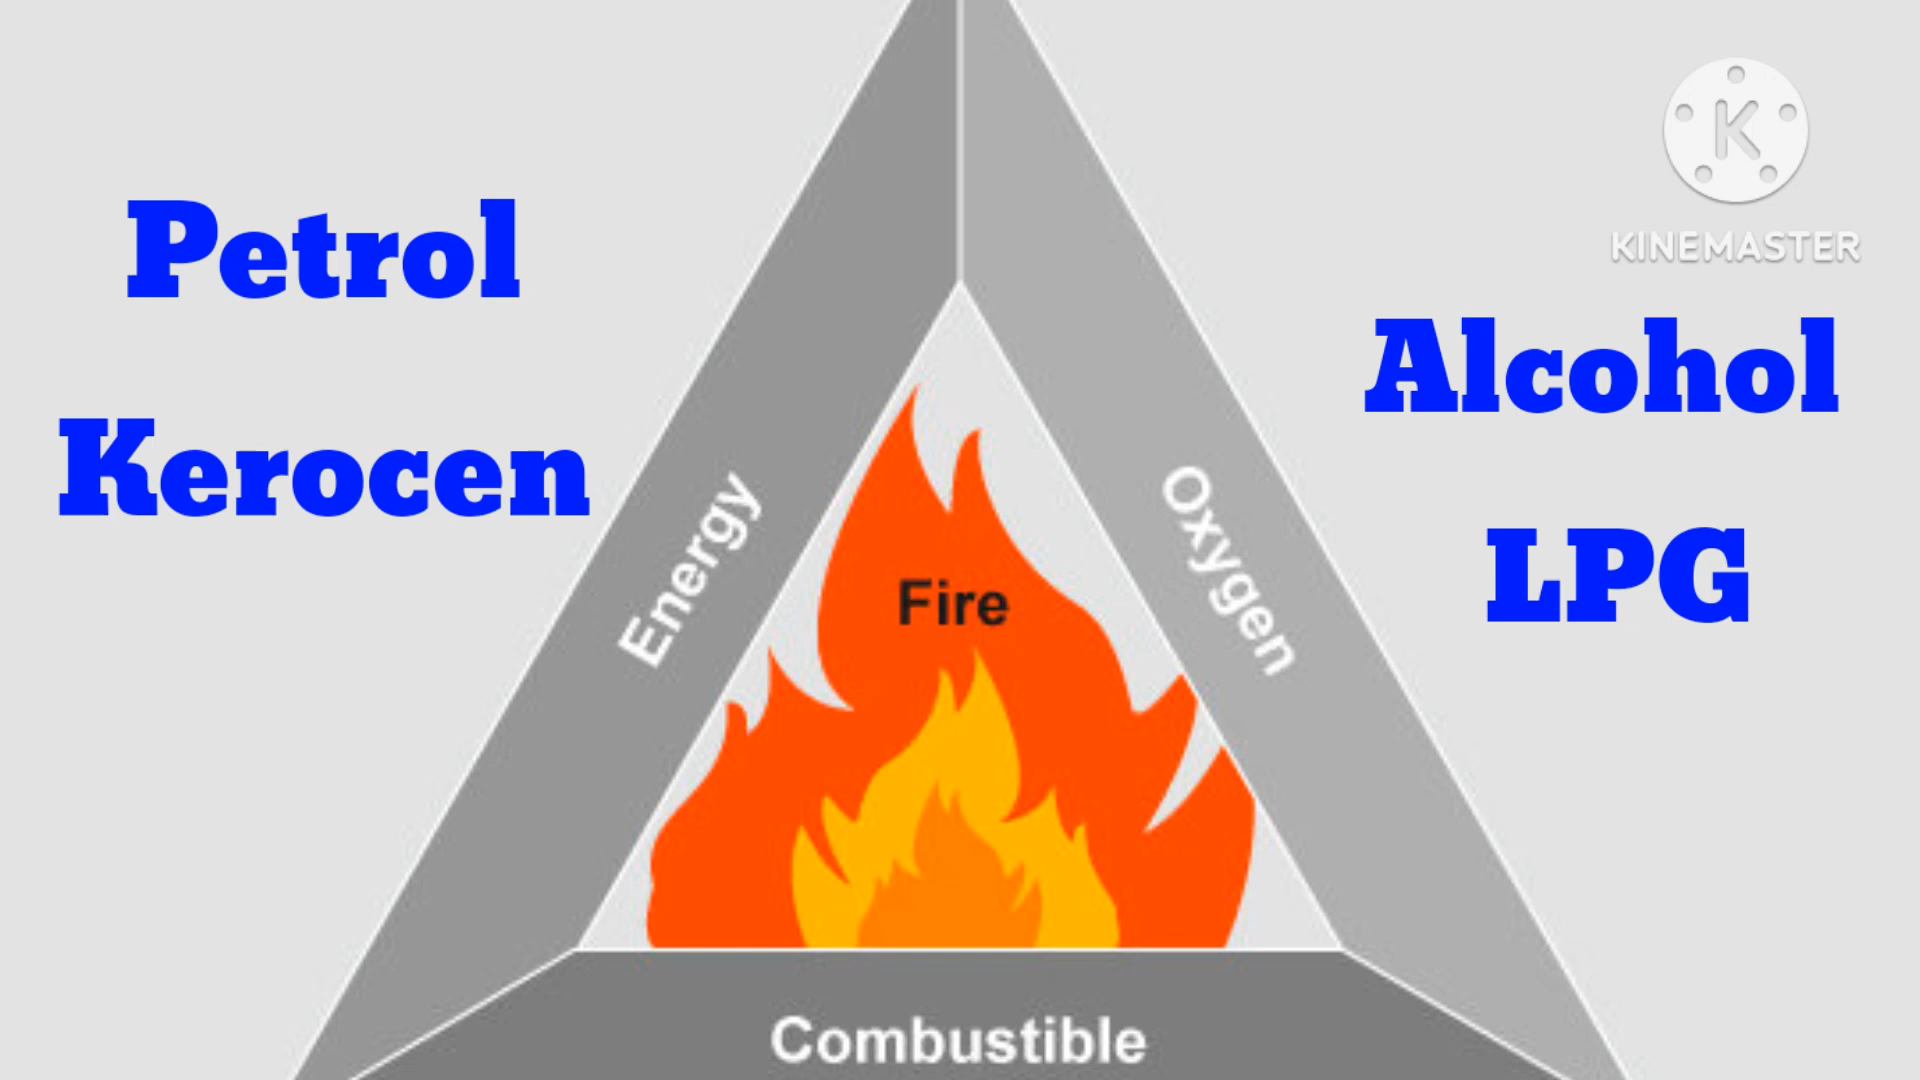 Petrol
Kerocen
Energy
Fire
Oxygen
Combustible
K
KINEMASTER
Alcohol
LPG